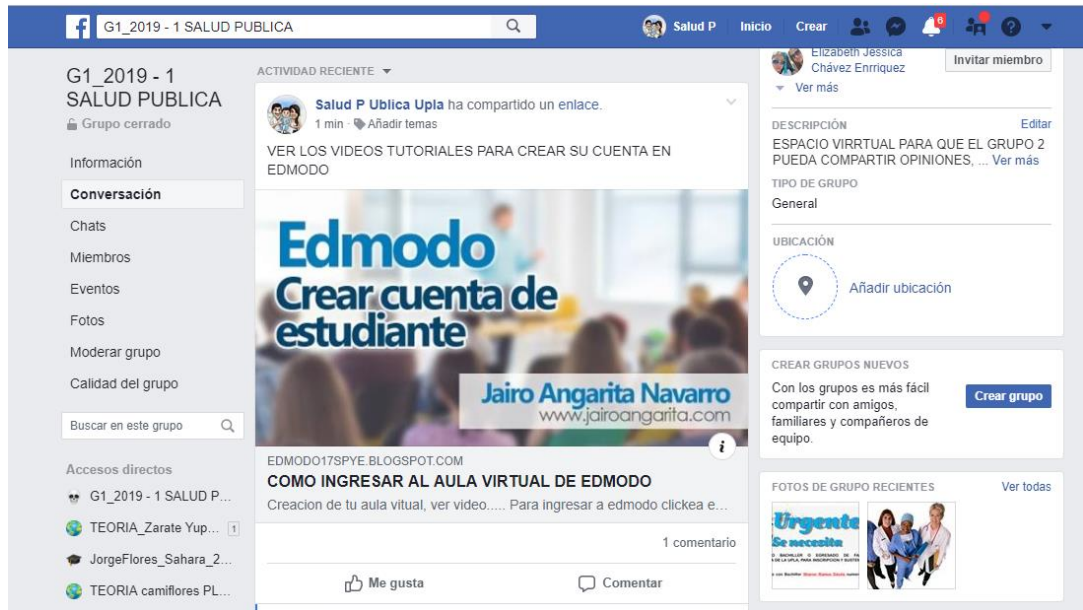 G1_2019 - 1 SALUD PUBLICA
Salud P
Inicio
Crear
6
G1_2019 - 1
SALUD PUBLICA
Grupo cerrado
Información
Conversación
Chats
Miembros
Eventos
Fotos
Moderar grupo
Calidad del grupo
Buscar en este grupo
Accesos directos
G1_2019 - 1 SALUD P...
TEORIA_Zarate Yup... 1
JorgeFlores_Sahara_2...
TEORIA camiflores PL...
ACTIVIDAD RECIENTE
Salud P Ublica Upla ha compartido un enlace.
1 min · Añadir temas
VER LOS VIDEOS TUTORIALES PARA CREAR SU CUENTA EN
EDMODO
Edmodo
Crear cuenta de
estudiante
Jairo Angarita Navarro
www.jairoangarita.com
EDMODO17SPYE.BLOGSPOT.COM
COMO INGRESAR AL AULA VIRTUAL DE EDMODO
Creacion de tu aula vitual, ver video..... Para ingresar a edmodo clickea e...
1 comentario
Me gusta
Comentar
Elizabeth Jessica
Chávez Enrriquez
Invitar miembro
Ver más
DESCRIPCIÓN
Editar
ESPACIO VIRRTUAL PARA QUE EL GRUPO 2
PUEDA COMPARTIR OPINIONES, ... Ver más
TIPO DE GRUPO
General
UBICACIÓN
Añadir ubicación
CREAR GRUPOS NUEVOS
Con los grupos es más fácil
compartir con amigos,
familiares y compañeros de
equipo.
Crear grupo
FOTOS DE GRUPO RECIENTES
Ver todas
Urgente
Se necesita